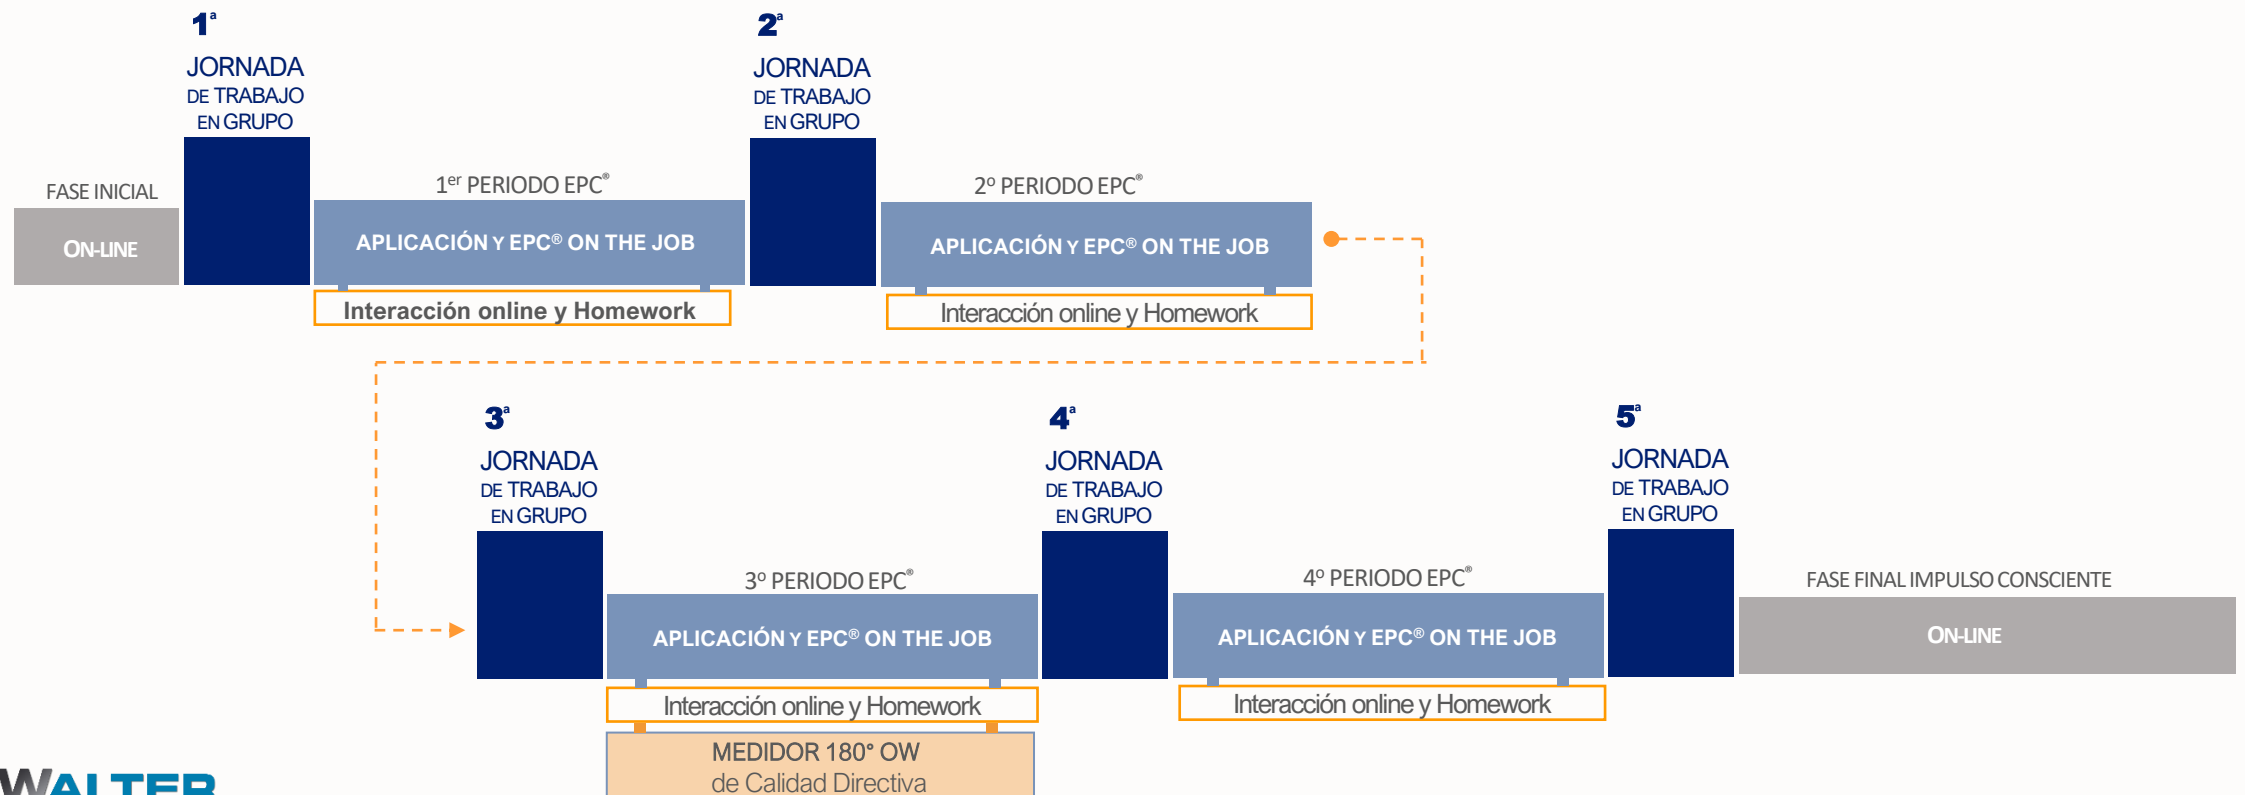 1ª
JORNADA
DE TRABAJO
EN GRUPO
2ª
JORNADA
DE TRABAJO
EN GRUPO
FASE INICIAL
ON-LINE
1er PERIODO EPC®
APLICACIÓN Y EPC® ON THE JOB
Interacción online y Homework
2º PERIODO EPC®
APLICACIÓN Y EPC® ON THE JOB
Interacción online y Homework
3ª
JORNADA
DE TRABAJO
EN GRUPO
4ª
JORNADA
DE TRABAJO
EN GRUPO
5ª
JORNADA
DE TRABAJO
EN GRUPO
3º PERIODO EPC®
APLICACIÓN Y EPC® ON THE JOB
Interacción online y Homework
MEDIDOR 180° OW
de Calidad Directiva
4º PERIODO EPC®
APLICACIÓN Y EPC® ON THE JOB
Interacción online y Homework
FASE FINAL IMPULSO CONSCIENTE
ON-LINE
WALTER